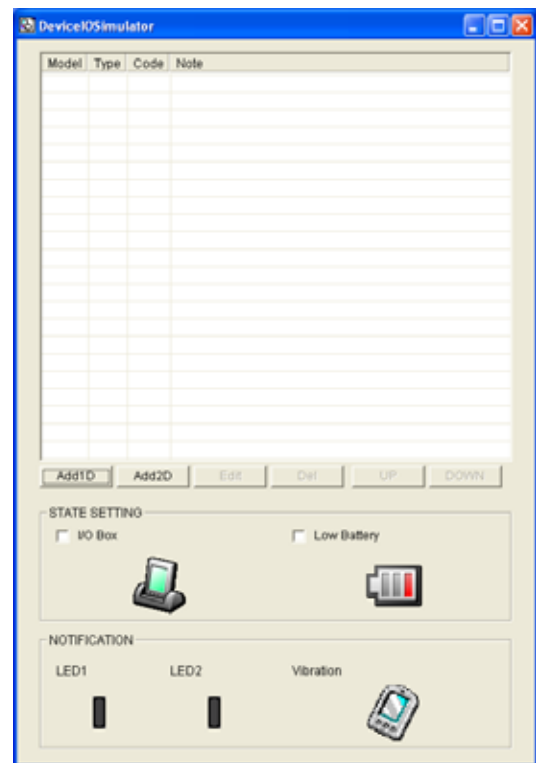 DeviceIOSimulator
Model Type Code Note
Add1D Add2D Edit Del UP DOWN
STATE SETTING
I/O Box Low Battery
NOTIFICATION
LED1 LED2 Vibration